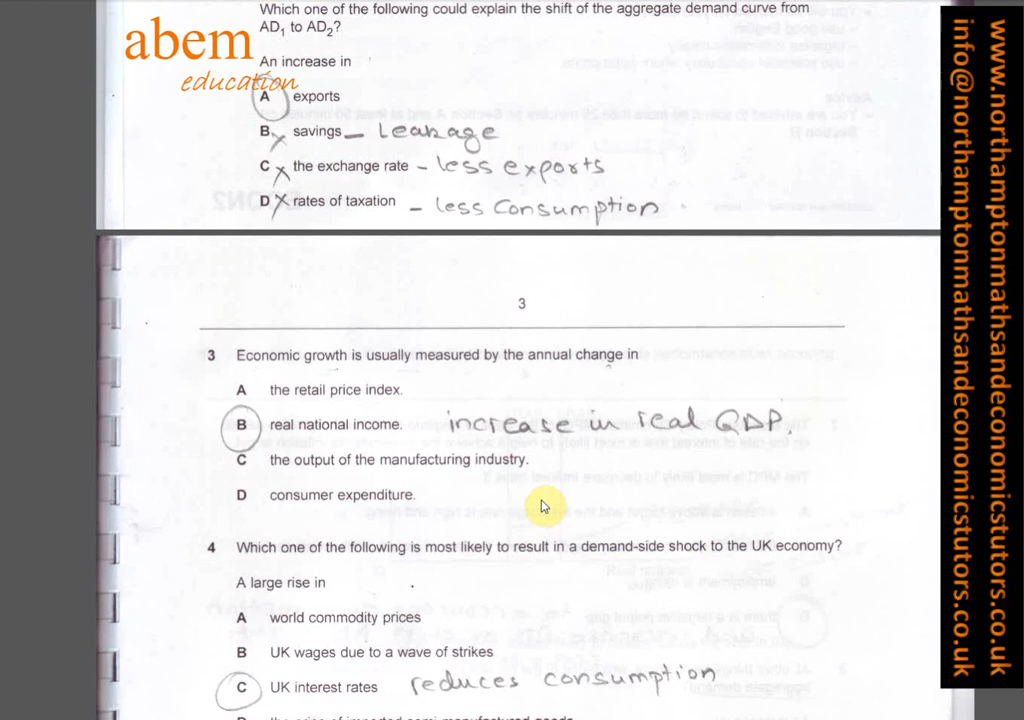 Which one of the following could explain the shift of the aggregate demand curve from
AD1 to AD2?
abem
education
An increase in
A exports
B savings – Leakage
C the exchange rate – less exports
D rates of taxation – less consumption.
3
3 Economic growth is usually measured by the annual change in
A the retail price index.
B real national income. increase in real GDP.
C the output of the manufacturing industry.
D consumer expenditure.
4 Which one of the following is most likely to result in a demand-side shock to the UK economy?
A large rise in
A world commodity prices
B UK wages due to a wave of strikes
C UK interest rates reduces consumption
www.northamptonmathsandeconomicstutors.co.uk
info@northamptonmathsandeconomicstutors.co.uk